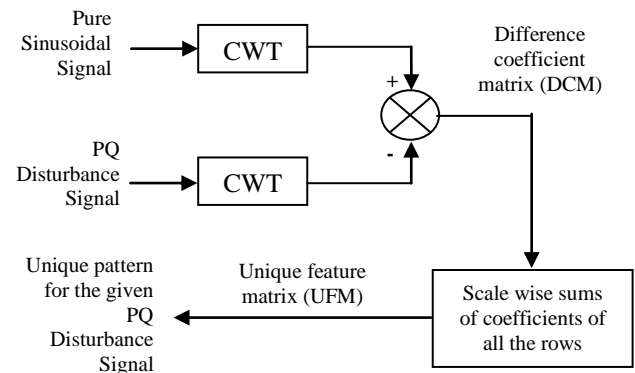 Pure
Sinusoidal
Signal
CWT
+
Difference
coefficient
matrix (DCM)
PQ
Disturbance
Signal
CWT
-
Unique pattern
for the given
PQ
Disturbance
Signal
Unique feature
matrix (UFM)
Scale wise sums
of coefficients of
all the rows